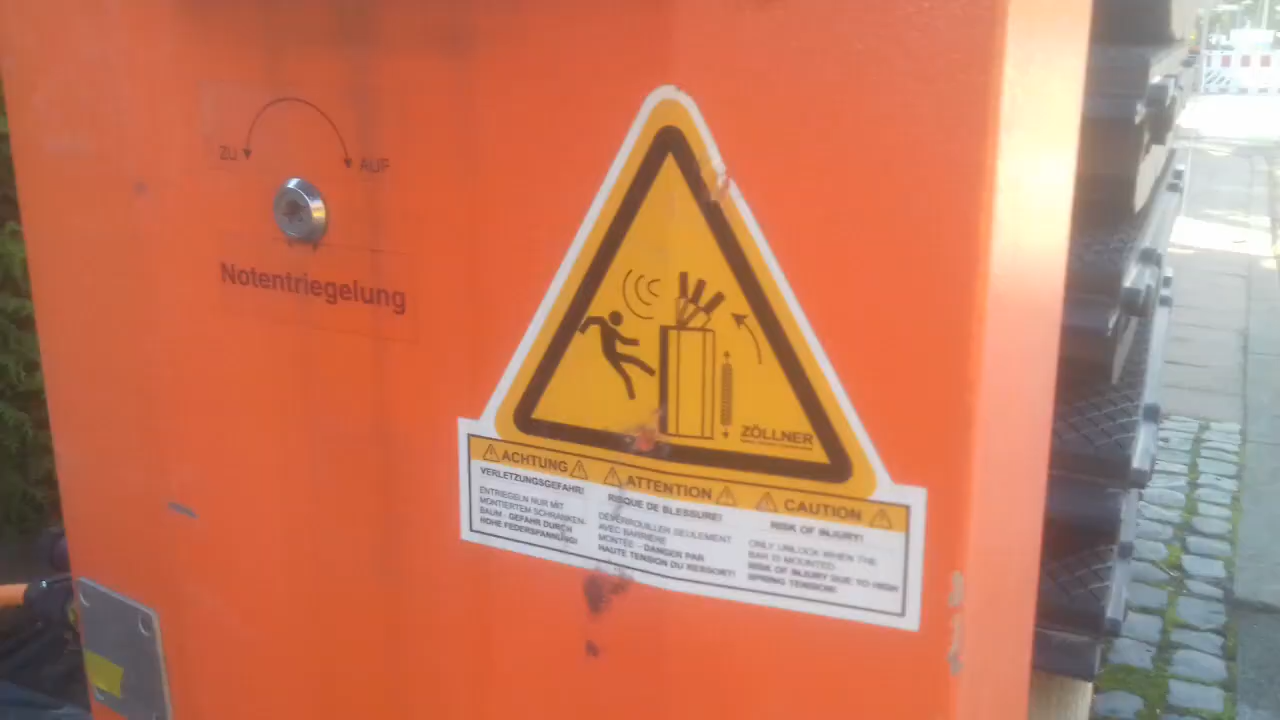 ZU AUF
Notentriegelung
ZÖLLNER
ACHTUNG
VERLETZUNGSGEFAHR!
ENTRIEGELN NUR MIT
MONTIERTEM SCHRANKEN-
BAUM - GEFAHR DURCH
HOHE FEDERSPANNUNG!
ATTENTION
RISQUE DE BLESSURE!
DÉVERROUILLER SEULEMENT
AVEC BARRIÈRE
MONTÉE - DANGER PAR
HAUTE TENSION DU RESSORT!
CAUTION
RISK OF INJURY!
ONLY UNLOCK WHEN THE
BAR IS MOUNTED
RISK OF INJURY DUE TO HIGH
SPRING TENSION!